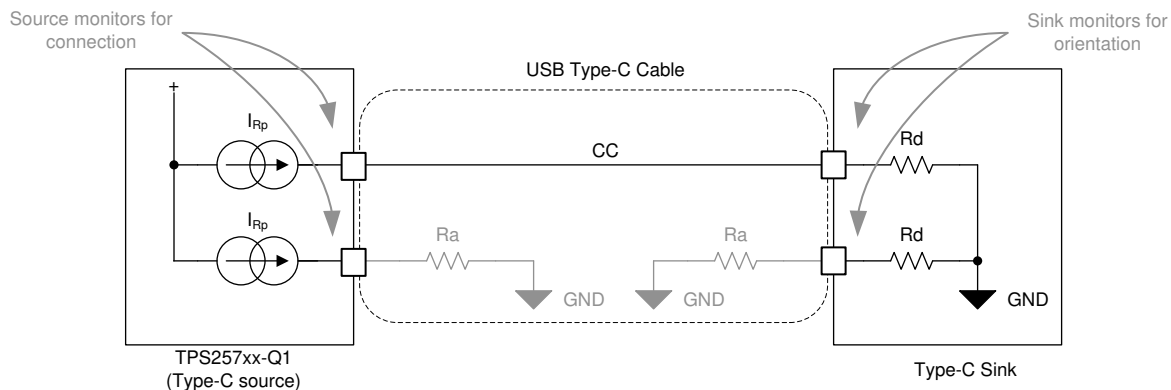 Source monitors for
connection
Sink monitors for
orientation
USB Type-C Cable
+
IRp
CC
Rd
IRp
Ra
Ra
Rd
GND
GND
GND
TPS257xx-Q1
(Type-C source)
Type-C Sink